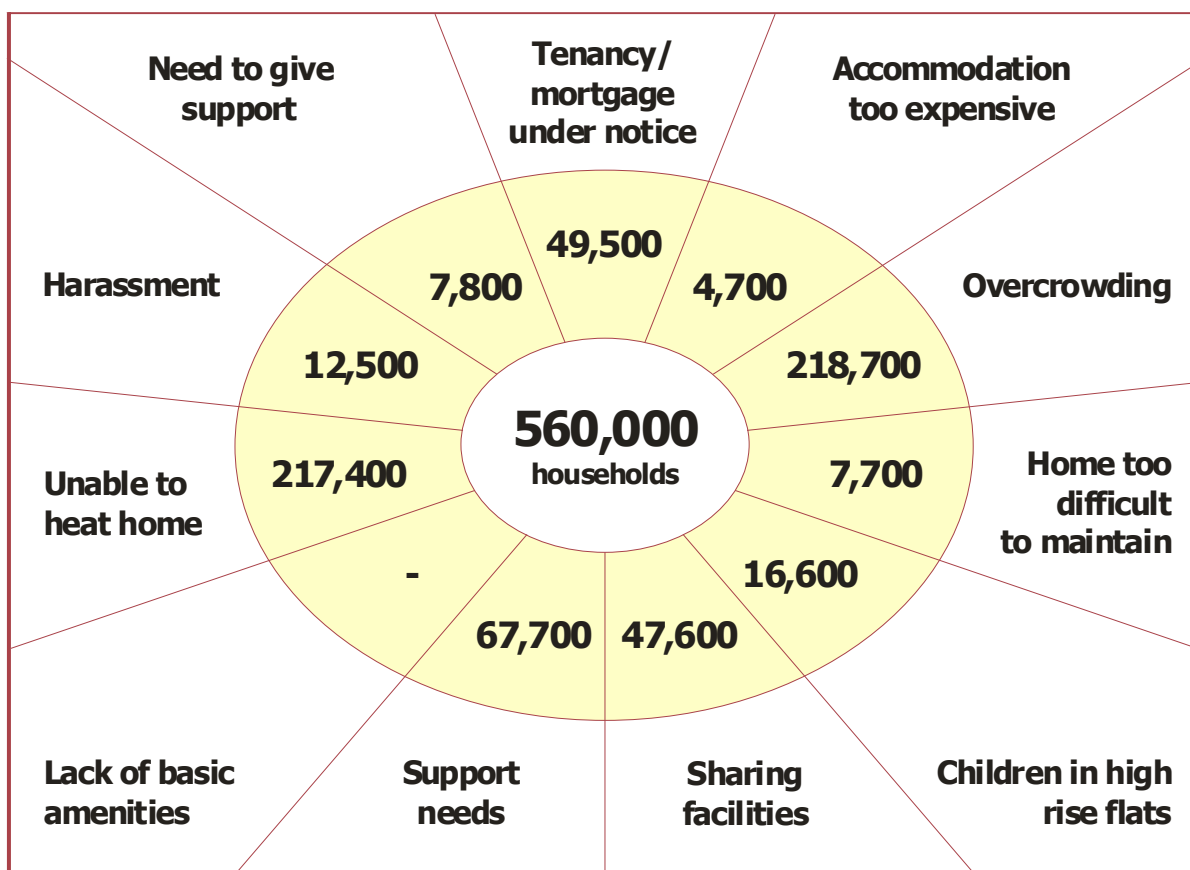 Need to give
support
Tenancy/
mortgage
under notice
Accommodation
too expensive
Harassment
7,800
49,500
4,700
Overcrowding
12,500
218,700
560,000
households
Unable to
heat home
217,400
7,700
Home too
difficult
to maintain
-
16,600
67,700
47,600
Lack of basic
amenities
Support
needs
Sharing
facilities
Children in high
rise flats